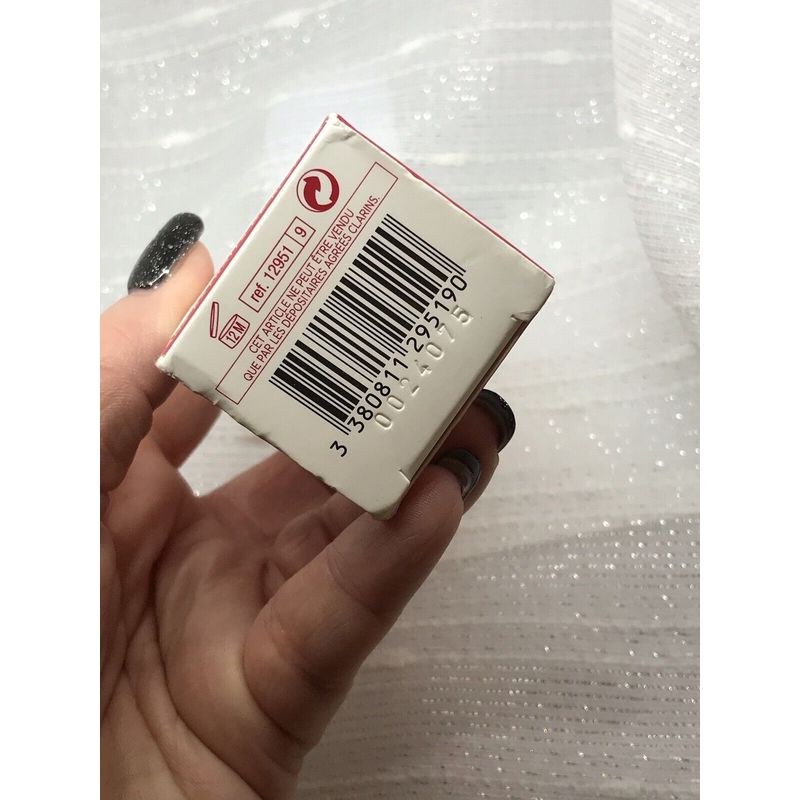 12M
ref. 12951 9
CET ARTICLE NE PEUT ÊTRE VENDU
QUE PAR LES DÉPOSITAIRES AGRÉÉS CLARINS.
3 380811 295190
0024075